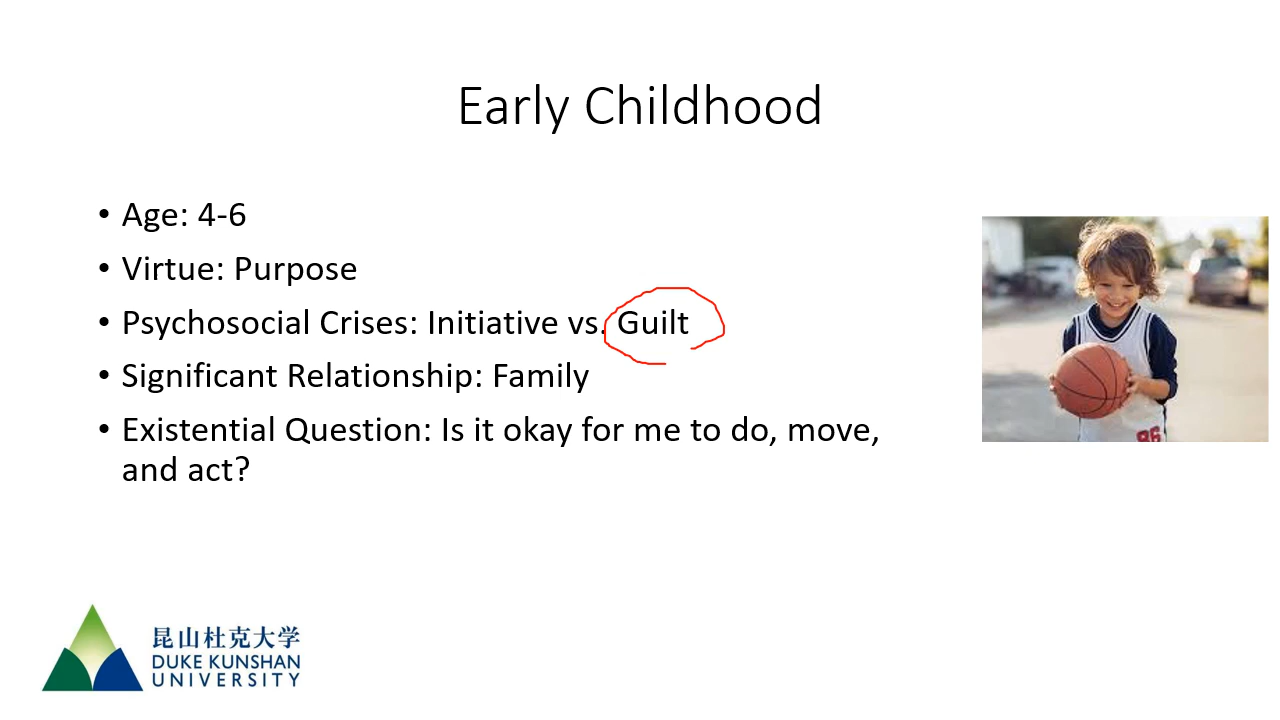 Early Childhood
• Age: 4-6
• Virtue: Purpose
• Psychosocial Crises: Initiative vs. Guilt
• Significant Relationship: Family
• Existential Question: Is it okay for me to do, move,
and act?
86
昆山杜克大学
DUKE KUNSHAN
UNIVERSITY